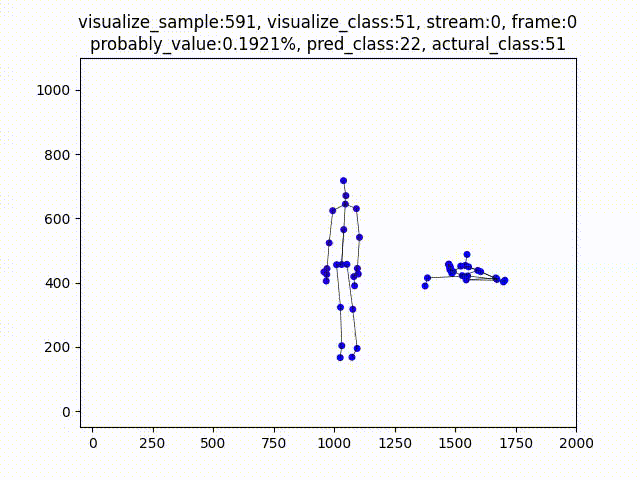 visualize_sample:591, visualize_class:51, stream:0, frame:0
probably_value:0.1921%, pred_class:22, actural_class:51
1000
800
600
400
200
0
0 250 500 750 1000 1250 1500 1750 2000